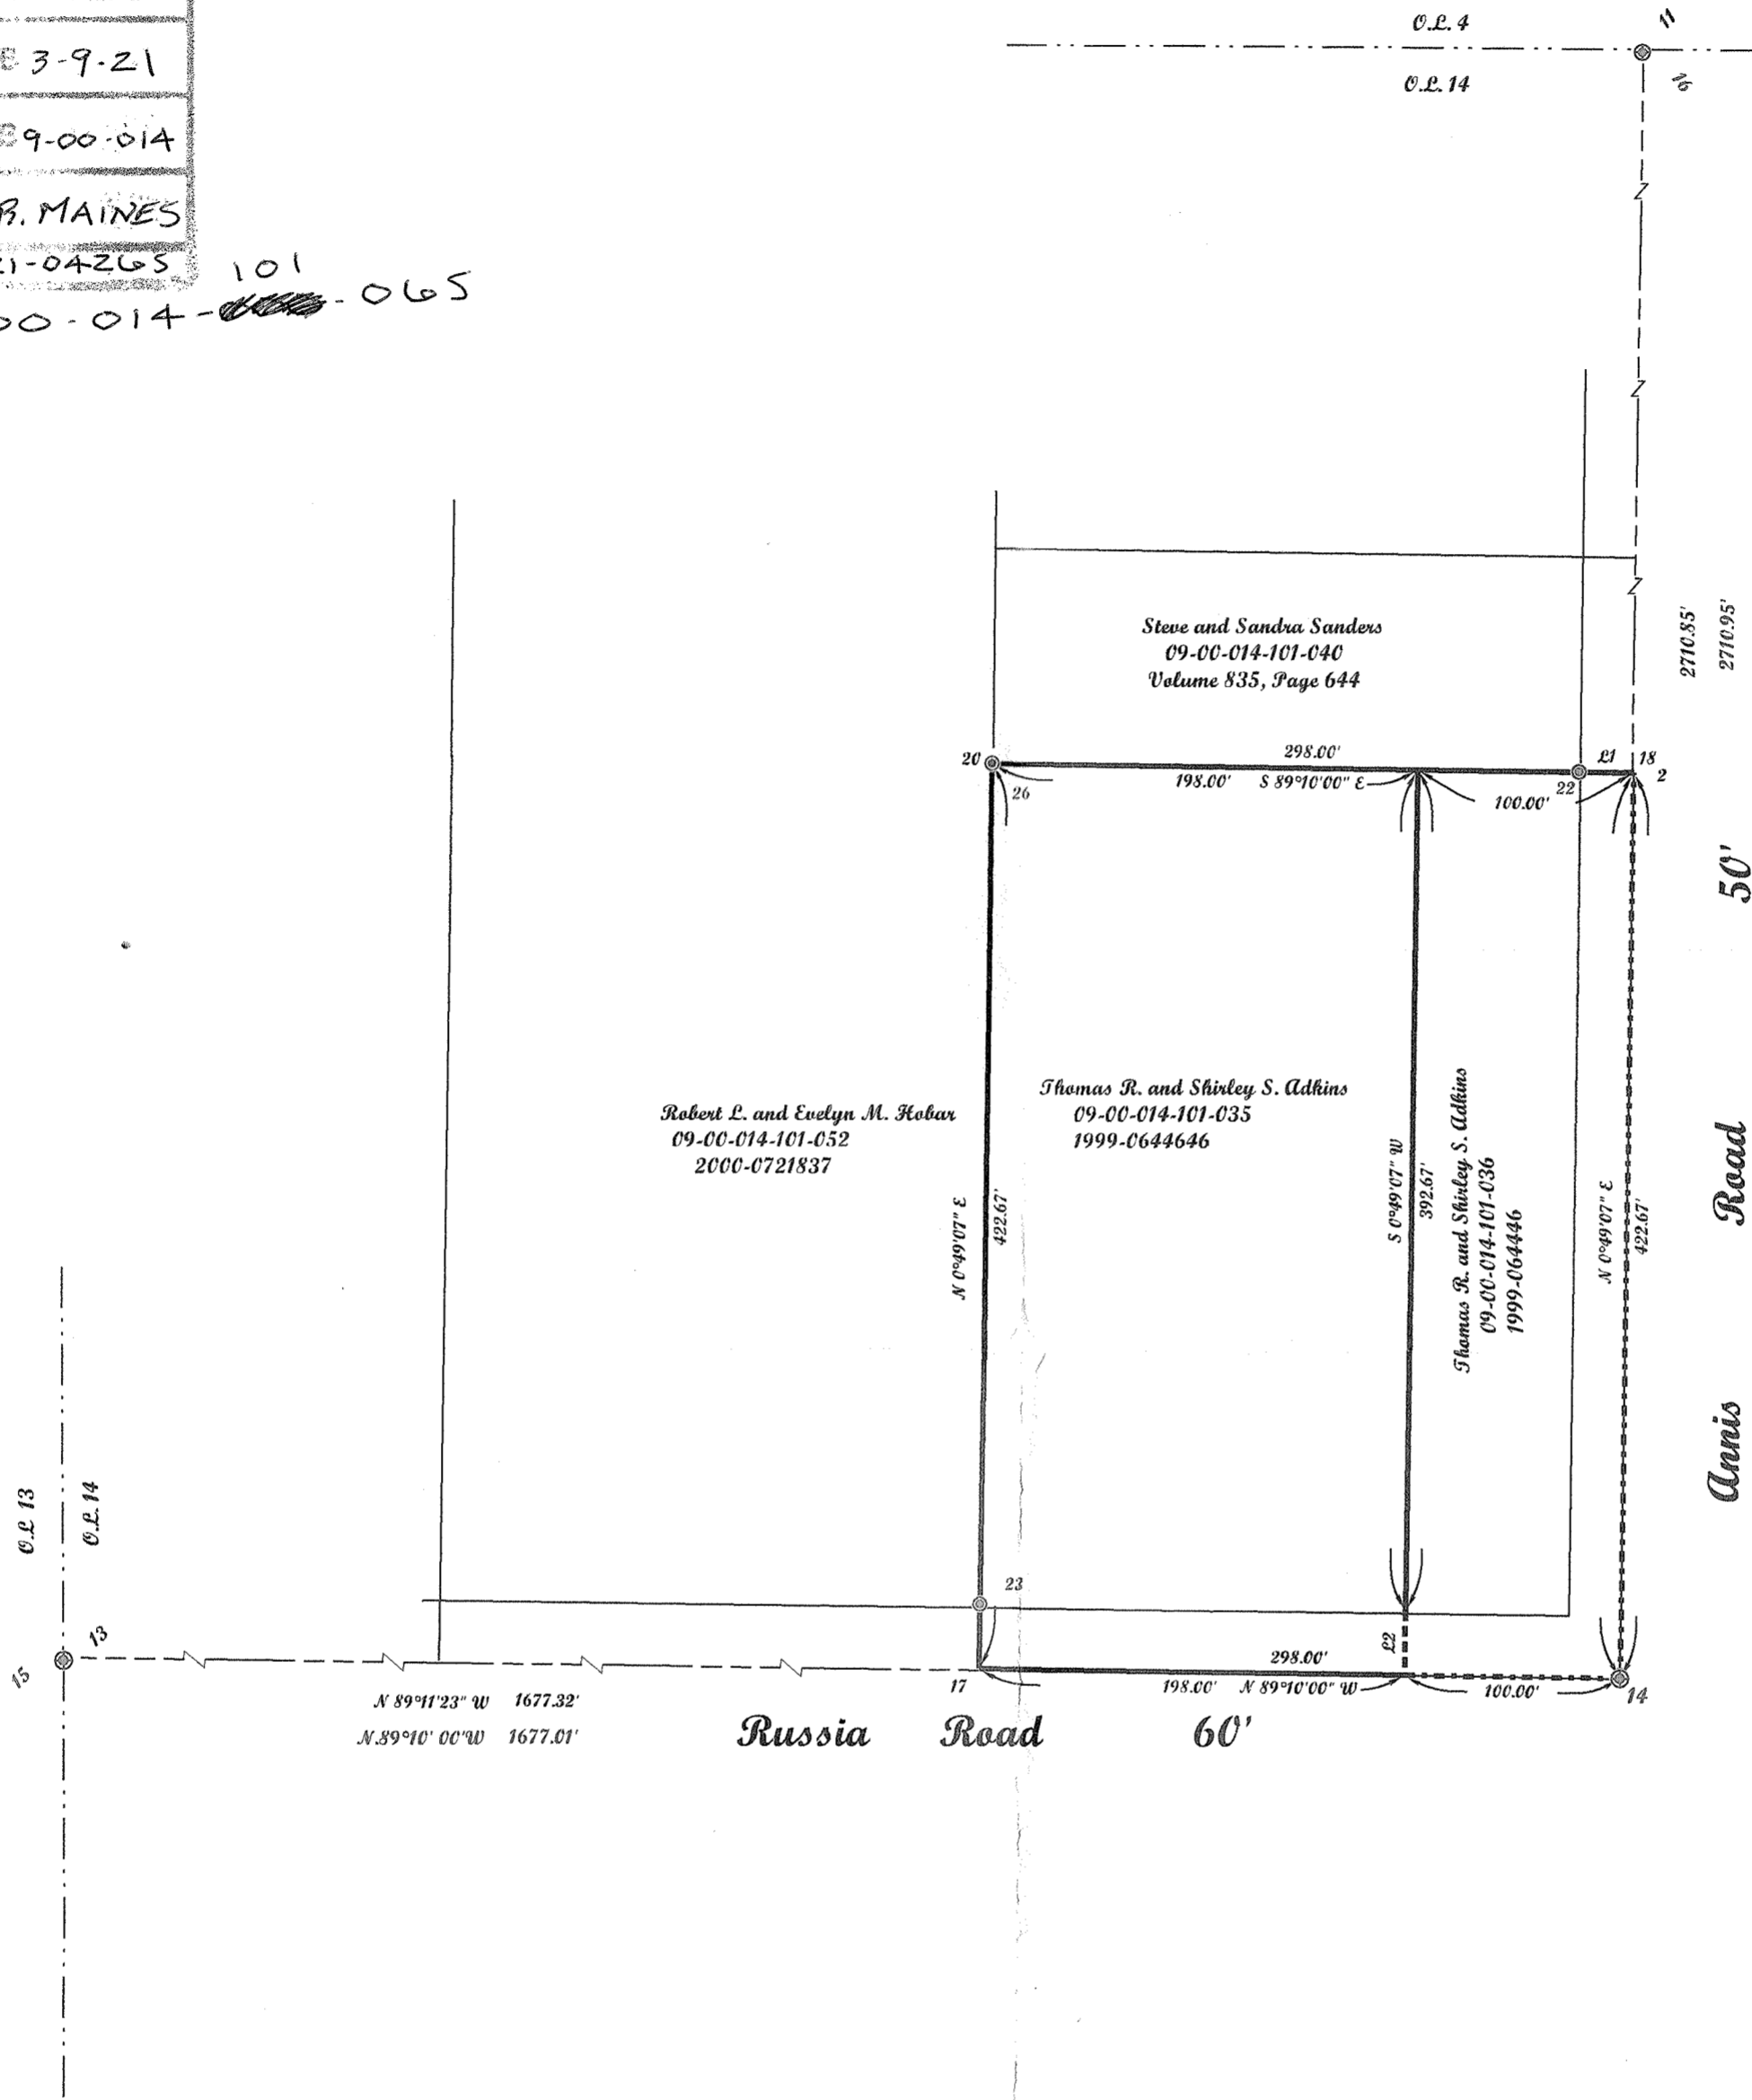 3-9-21
9-00-014
R. MAINES
21-04265
00-014- 101 -065
O.L. 4
11
O.L. 14
16
Z
Z
Z
2710.85'
2710.95'
Steve and Sandra Sanders
09-00-014-101-040
Volume 835, Page 644
20
298.00'
L1
18
2
26
198.00' S 89°10'00" E
22
100.00'
50'
Robert L. and Evelyn M. Hobar
09-00-014-101-052
2000-0721837
Thomas R. and Shirley S. Adkins
09-00-014-101-035
1999-0644646
N 0°49'07" E
422.67'
S 0°49'07" W
392.67'
Thomas R. and Shirley S. Adkins
09-00-014-101-036
1999-064446
N 0°49'07" E
422.67'
Annis Road
O.L 13
O.L. 14
23
13
15
L2
298.00'
17
198.00' N 89°10'00" W
100.00'
14
N 89°11'23" W 1677.32'
N.89°10' 00'W 1677.01'
Russia Road 60'